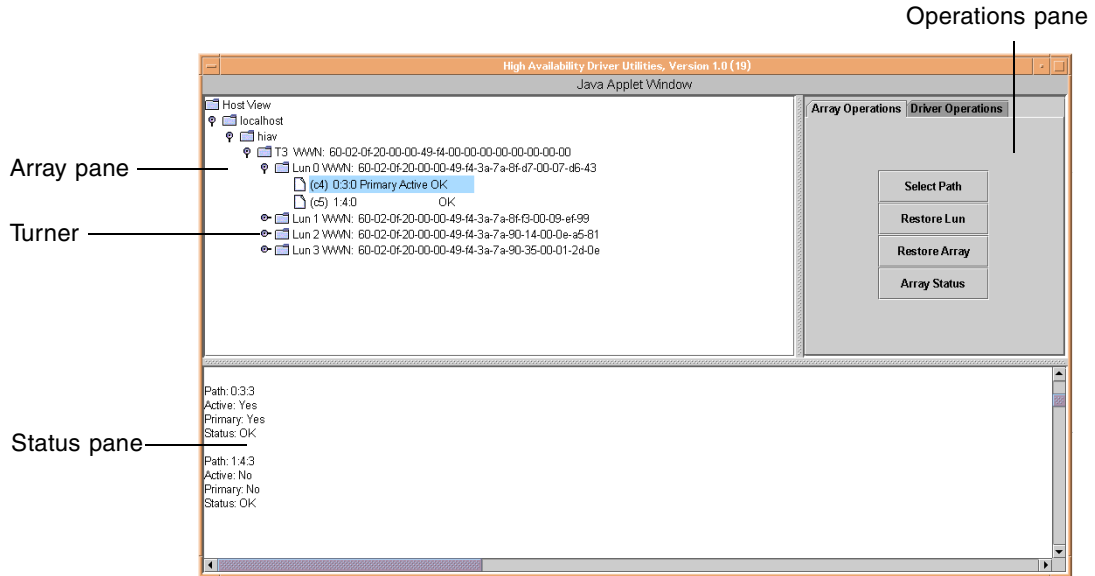 Operations pane
High Availability Driver Utilities, Version 1.0 (19)
Java Applet Window
Host View
localhost
hiav
T3 WWN: 60-02-0f-20-00-00-49-f4-00-00-00-00-00-00-00-00
Lun 0 WWN: 60-02-0f-20-00-00-49-f4-3a-7a-8f-d7-00-07-d6-43
(c4) 0:3:0 Primary Active OK
(c5) 1:4:0 OK
Lun 1 WWN: 60-02-0f-20-00-00-49-f4-3a-7a-8f-f3-00-09-ef-99
Lun 2 WWN: 60-02-0f-20-00-00-49-f4-3a-7a-90-14-00-0e-a5-81
Lun 3 WWN: 60-02-0f-20-00-00-49-f4-3a-7a-90-35-00-01-2d-0e
Array pane
Turner
Array Operations Driver Operations
Select Path
Restore Lun
Restore Array
Array Status
Path: 0:3:3
Active: Yes
Primary: Yes
Status: OK
Status pane
Path: 1:4:3
Active: No
Primary: No
Status: OK